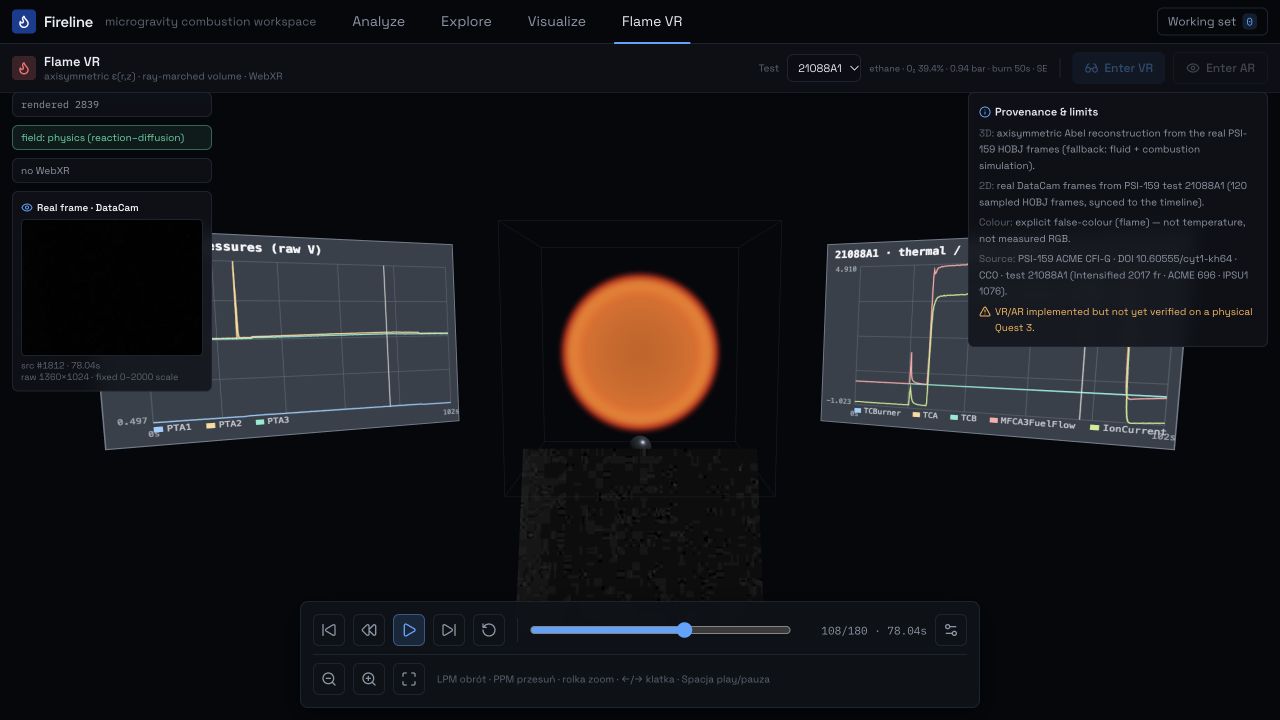 Fireline microgravity combustion workspace Analyze Explore Visualize Flame VR Working set 0
Flame VR
axisymmetric ε(r,z) · ray-marched volume · WebXR
Test 21088A1 ethane · O₂ 39.4% · 0.94 bar · burn 50s · SE Enter VR Enter AR
rendered 2839
field: physics (reaction-diffusion)
no WebXR
Real frame · DataCam
src #1812 · 78.04s
raw 1360×1024 · fixed 0-2000 scale
essures (raw V)
0.497
0s
PTA1 PTA2 PTA3
102s
21088A1 · thermal /
4.910
-1.023
0s
TCBurner TCA TCB MFCA3FuelFlow IonCurrent
102s
Provenance & limits
3D: axisymmetric Abel reconstruction from the real PSI-
159 HOBJ frames (fallback: fluid + combustion
simulation).
2D: real DataCam frames from PSI-159 test 21088A1 (120
sampled HOBJ frames, synced to the timeline).
Colour: explicit false-colour (flame) — not temperature,
not measured RGB.
Source: PSI-159 ACME CFI-G · DOI 10.60555/cyt1-kh64 ·
CC0 · test 21088A1 (Intensified 2017 fr · ACME 696 · IPSU1
1076).
VR/AR implemented but not yet verified on a physical
Quest 3.
108/180 · 78.04s
LPM obrót · PPM przesuń · rolka zoom · ←/→ klatka · Spacja play/pauza